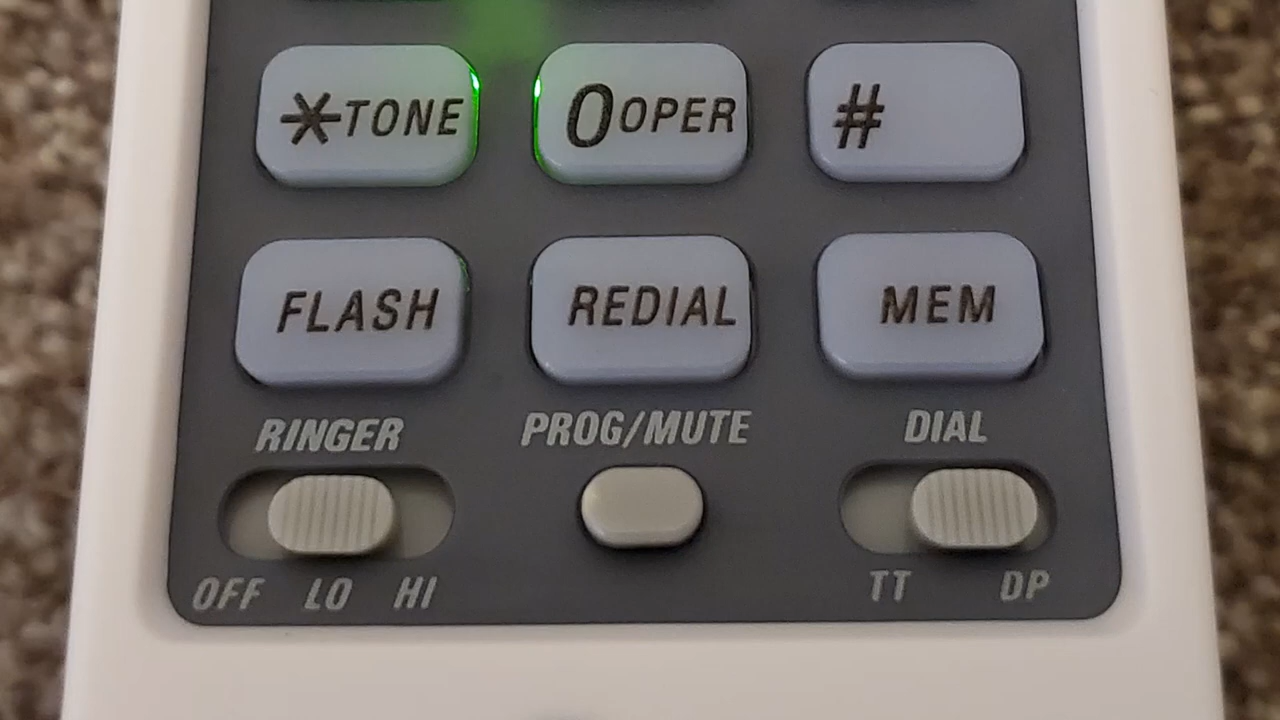 *TONE 0OPER #
FLASH REDIAL MEM
RINGER PROG/MUTE DIAL
OFF LO HI TT DP